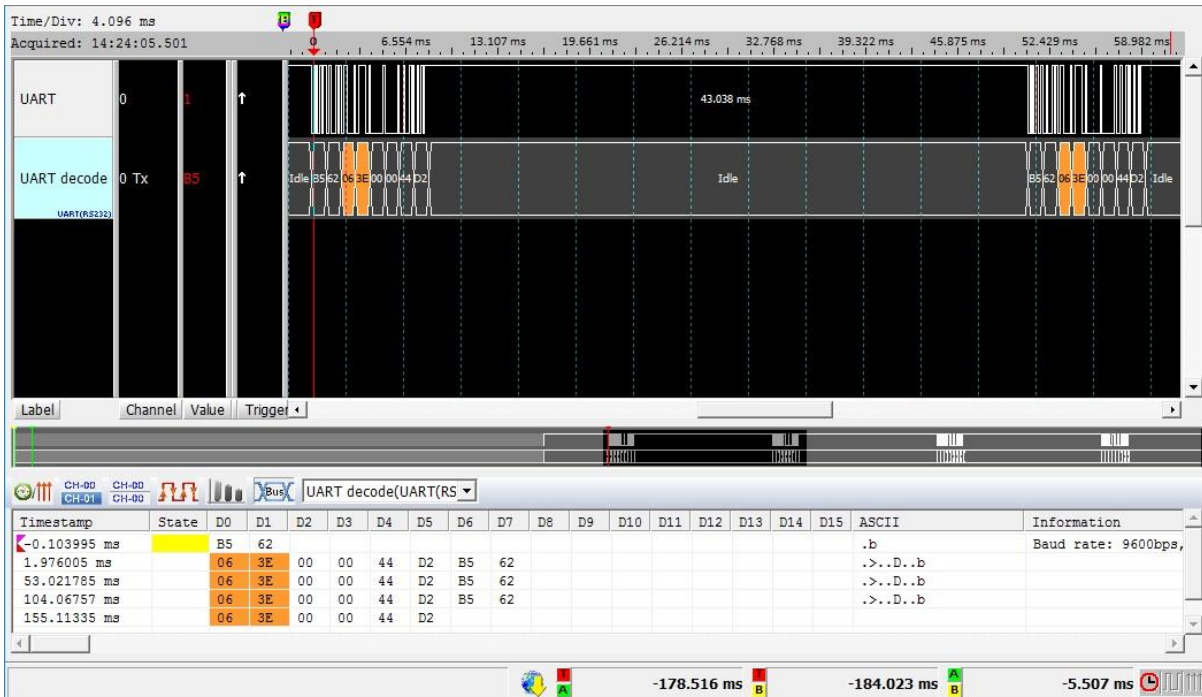 Time/Div: 4.096 ms
Acquired: 14:24:05.501
0 6.554 ms 13.107 ms 19.661 ms 26.214 ms 32.768 ms 39.322 ms 45.875 ms 52.429 ms 58.982 ms
UART 0 1 43.038 ms
UART decode 0 Tx B5 Idle B5 62 06 3E 00 00 44 D2 Idle B5 62 06 3E 00 00 44 D2 Idle
UART(RS232)
Label Channel Value Trigger
CH-00 CH-01 CH-00 CH-00 Bus UART decode(UART(RS
Timestamp State D0 D1 D2 D3 D4 D5 D6 D7 D8 D9 D10 D11 D12 D13 D14 D15 ASCII Information
-0.103995 ms B5 62 .b Baud rate: 9600bps,
1.976005 ms 06 3E 00 00 44 D2 B5 62 .>..D..b
53.021785 ms 06 3E 00 00 44 D2 B5 62 .>..D..b
104.06757 ms 06 3E 00 00 44 D2 B5 62 .>..D..b
155.11335 ms 06 3E 00 00 44 D2
T A -178.516 ms T B -184.023 ms A B -5.507 ms